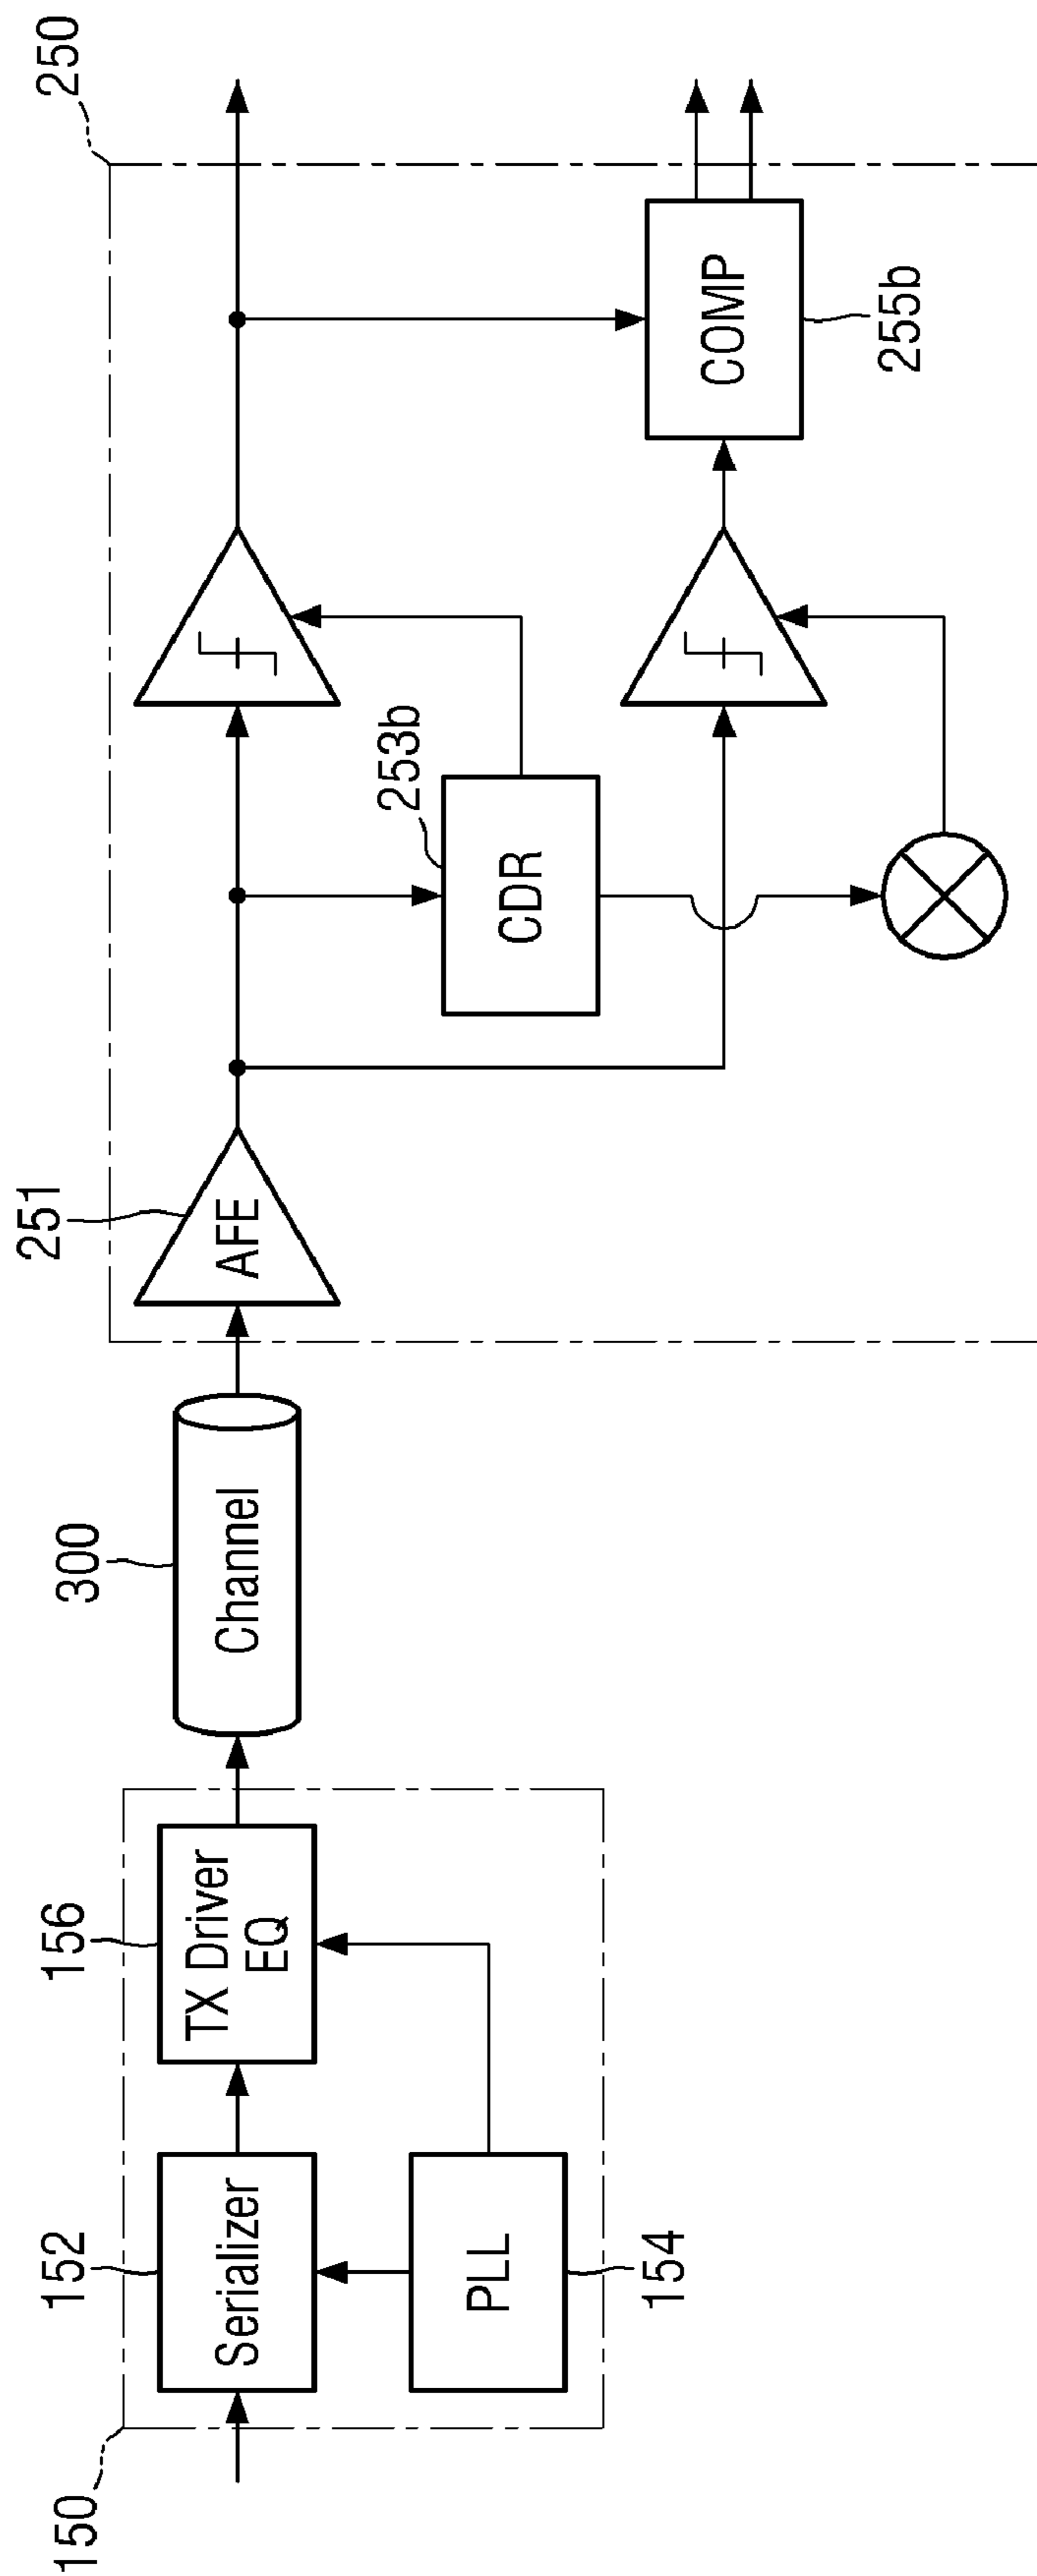 150
152
Serializer
PLL
154
156
TX Driver
EQ
300
Channel
250
251
AFE
253b
CDR
COMP
255b